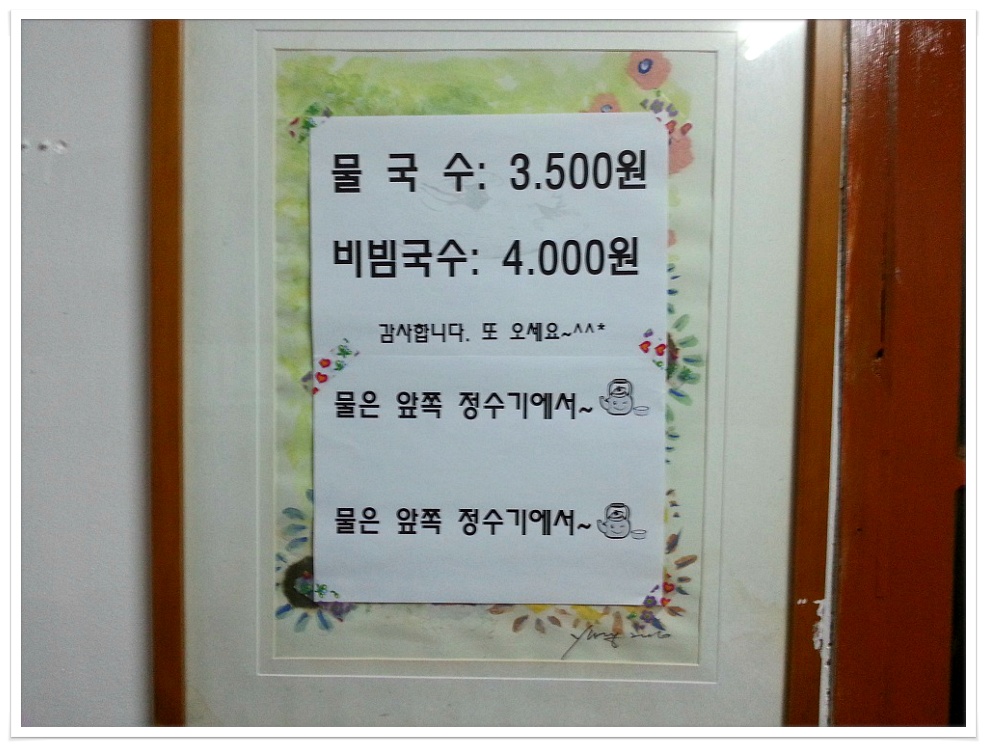 물 국 수: 3.500원
비빔국수: 4.000원
감사합니다. 또 오세요~^^*
물은 앞쪽 정수기에서~
물은 앞쪽 정수기에서~